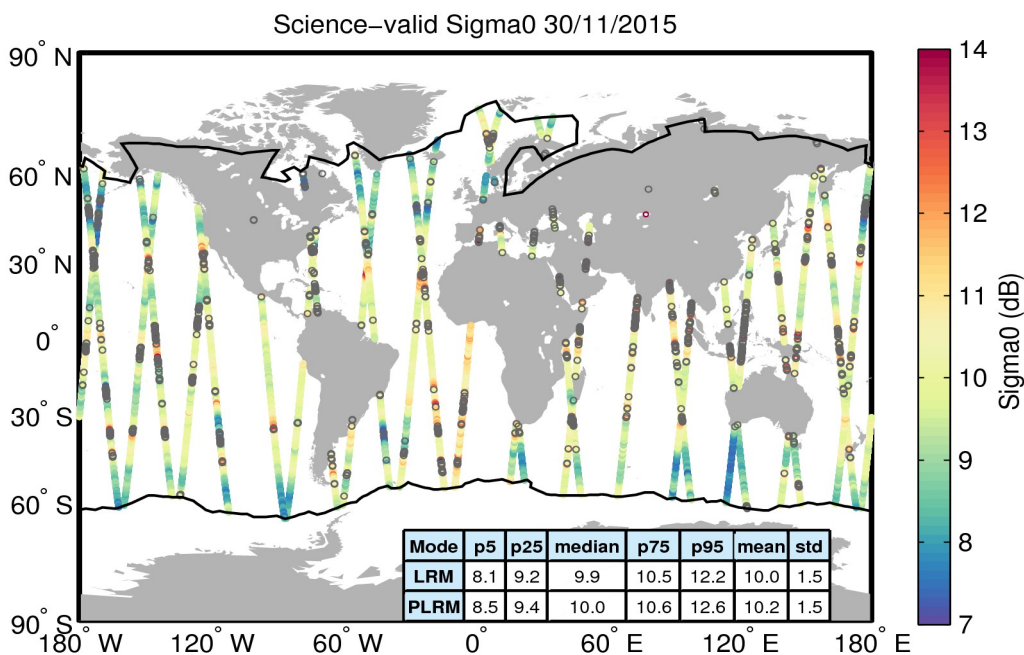 Science−valid Sigma0 30/11/2015
90° N
60° N
30° N
0°
30° S
60° S
90° S
180° W
120° W
60° W
0°
60° E
120° E
180° E
Mode p5 p25 median p75 p95 mean std
LRM 8.1 9.2 9.9 10.5 12.2 10.0 1.5
PLRM 8.5 9.4 10.0 10.6 12.6 10.2 1.5
14
13
12
11
10
9
8
7
Sigma0 (dB)